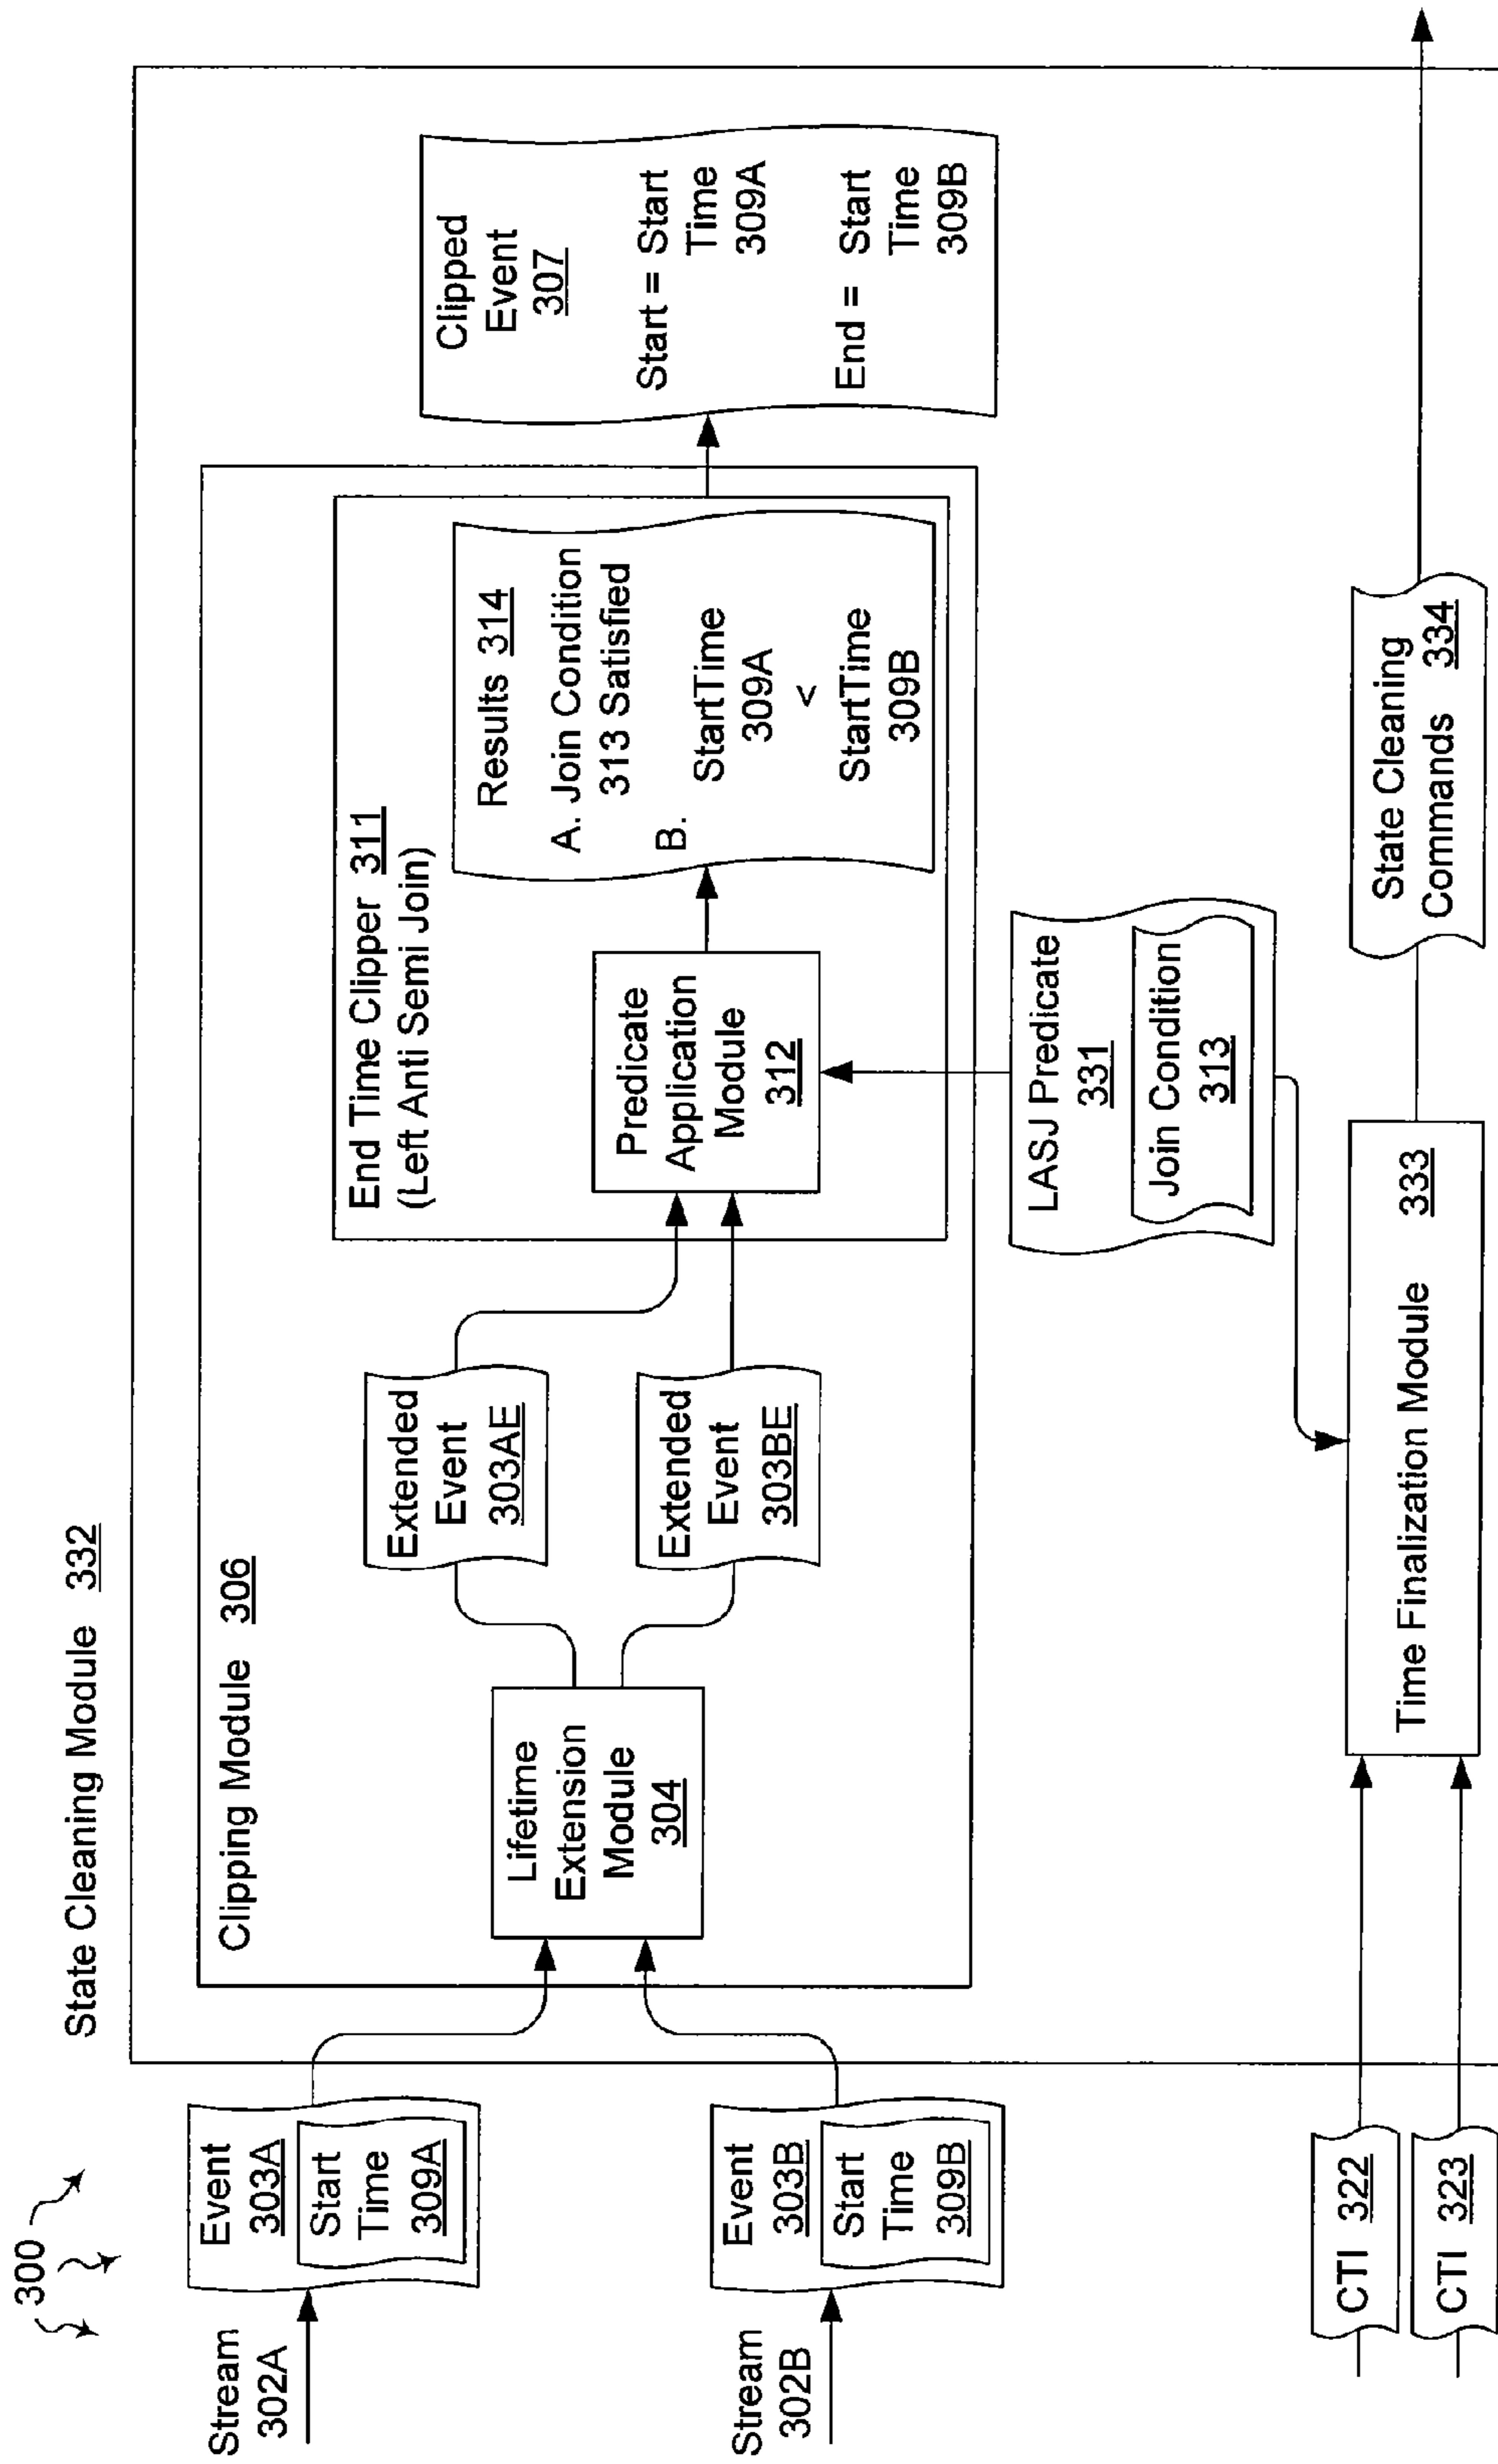 300
State Cleaning Module 332
Stream
302A
Event
303A
Start
Time
309A
Stream
302B
Event
303B
Start
Time
309B
Clipping Module 306
Lifetime
Extension
Module
304
Extended
Event
303AE
Extended
Event
303BE
End Time Clipper 311
(Left Anti Semi Join)
Predicate
Application
Module
312
Results 314
A. Join Condition
313 Satisfied
B.
StartTime
309A
<
StartTime
309B
Clipped
Event
307
Start = Start
Time
309A
End = Start
Time
309B
LASJ Predicate
331
Join Condition
313
CTI 322
CTI 323
Time Finalization Module 333
State Cleaning
Commands 334